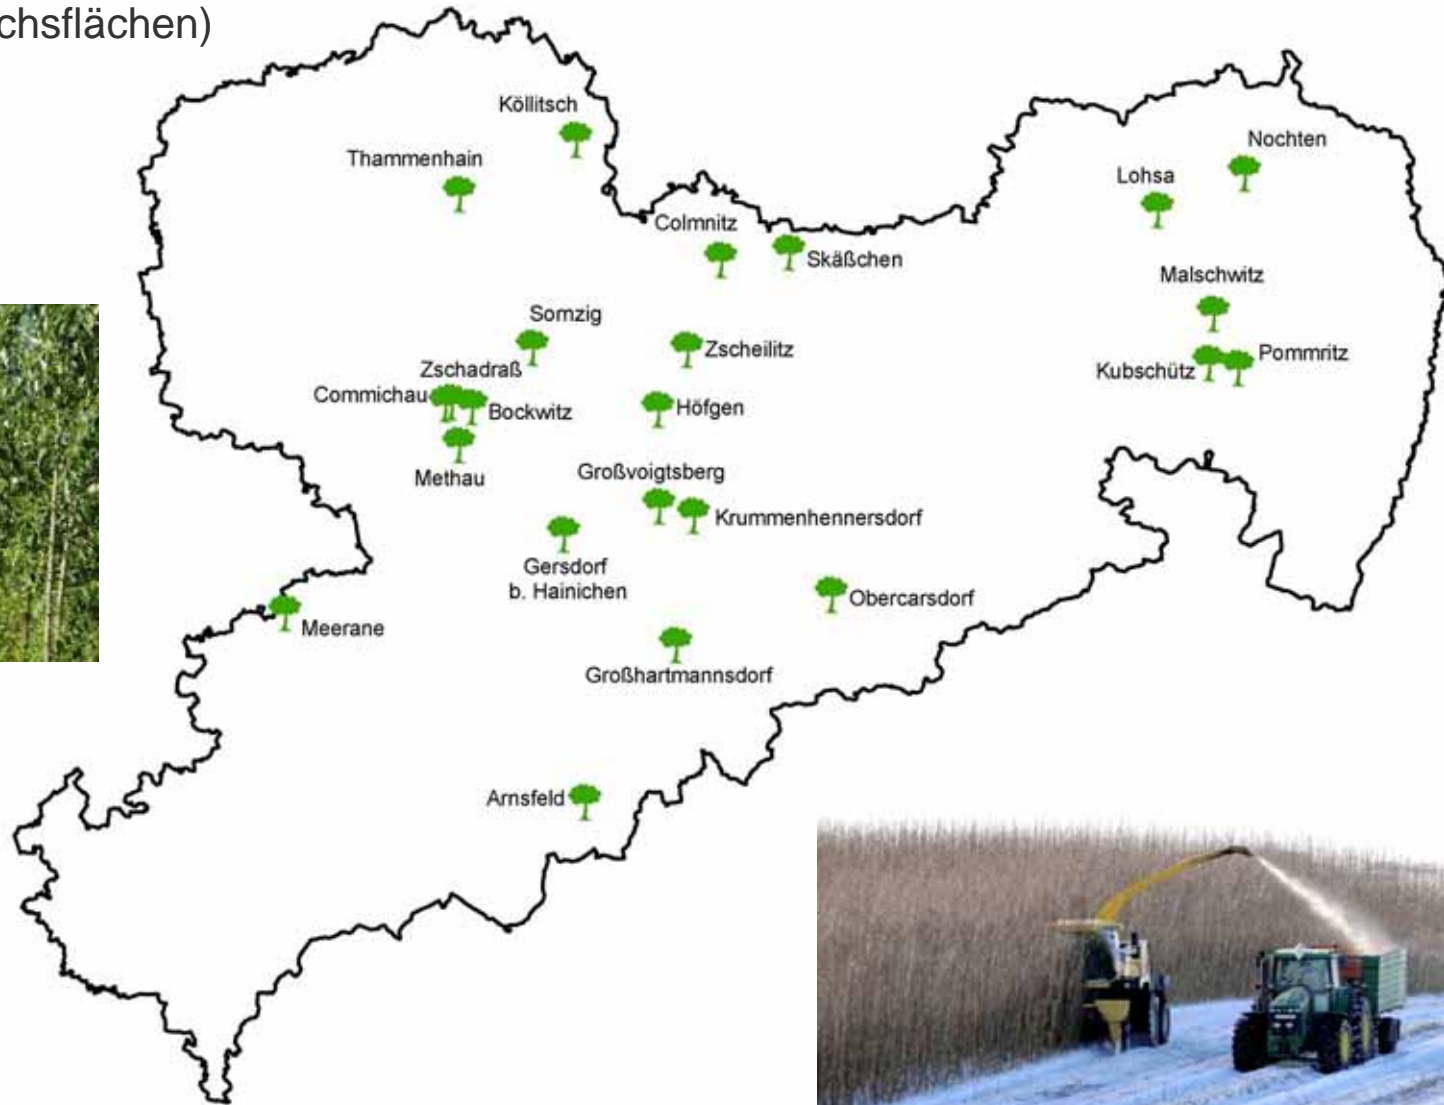 chsflächen)
Köllitsch
Thammenhain
Nochten
Lohsa
Colmnitz
Skäßchen
Malschwitz
Somzig
Zscheilitz
Pommritz
Kubschütz
Zschadraß
Commichau
Bockwitz
Höfgen
Methau
Großvoigtsberg
Krummenhennersdorf
Gersdorf
b. Hainichen
Obercarsdorf
Meerane
Großhartmannsdorf
Arnsfeld